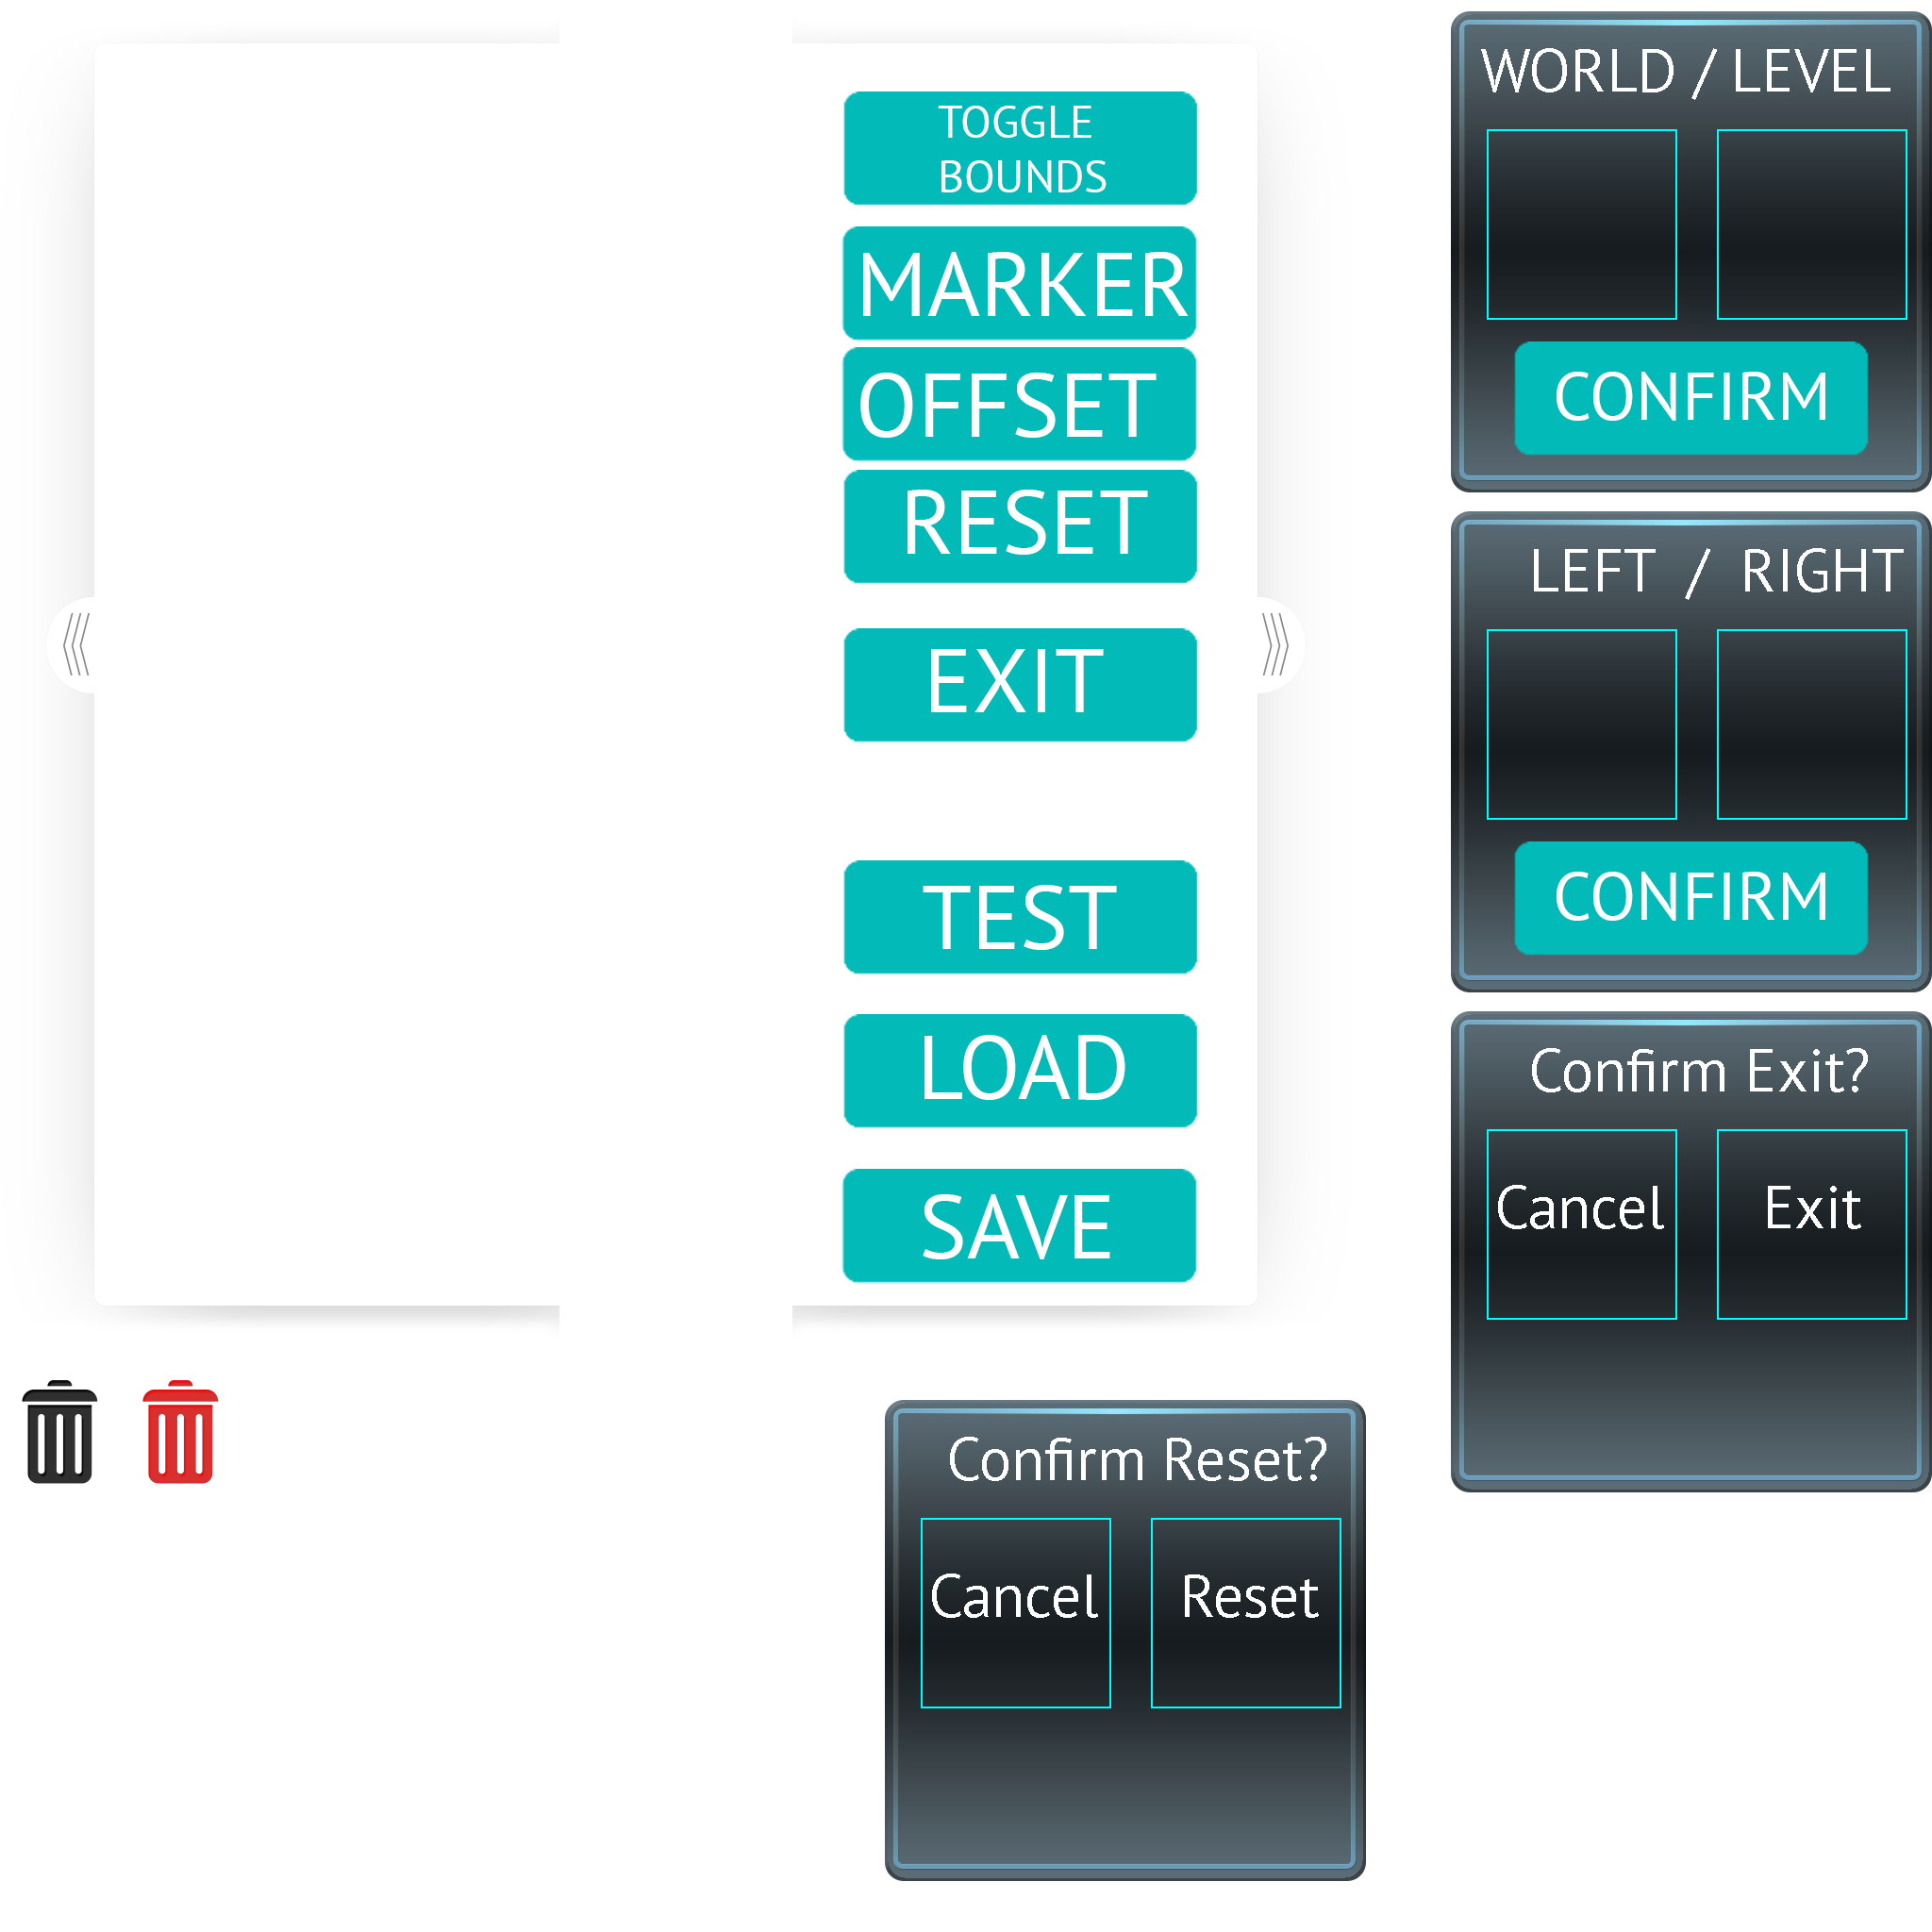 TOGGLE
BOUNDS
MARKER
OFFSET
RESET
EXIT
TEST
LOAD
SAVE
WORLD / LEVEL
CONFIRM
LEFT / RIGHT
CONFIRM
Confirm Exit?
Cancel Exit
Confirm Reset?
Cancel Reset